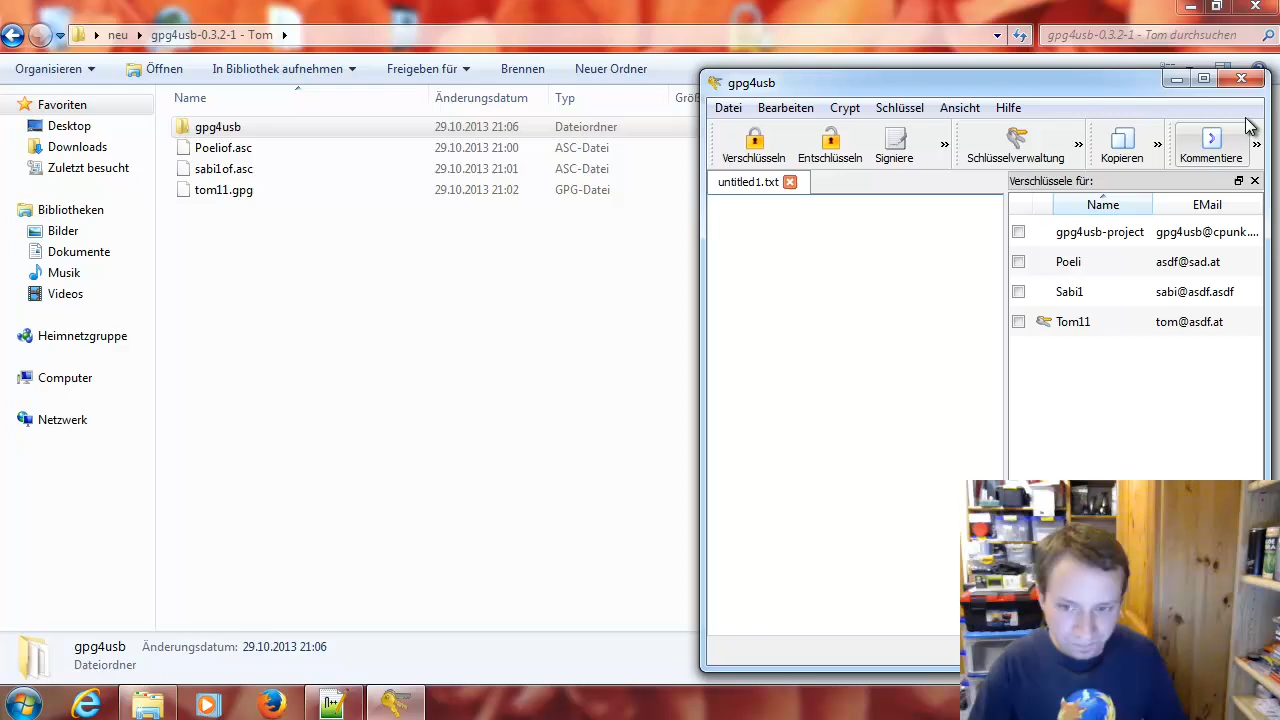 neu gpg4usb-0.3.2-1 - Tom
gpg4usb-0.3.2-1 - Tom durchsuchen
Organisieren Öffnen In Bibliothek aufnehmen Freigeben für Brennen Neuer Ordner
Favoriten
Desktop
Downloads
Zuletzt besucht
Bibliotheken
Bilder
Dokumente
Musik
Videos
Heimnetzgruppe
Computer
Netzwerk
Name Änderungsdatum Typ Größ
gpg4usb 29.10.2013 21:06 Dateiordner
Poeliof.asc 29.10.2013 21:00 ASC-Datei
sabi1of.asc 29.10.2013 21:01 ASC-Datei
tom11.gpg 29.10.2013 21:02 GPG-Datei
gpg4usb
Datei Bearbeiten Crypt Schlüssel Ansicht Hilfe
Verschlüsseln Entschlüsseln Signiere » Schlüsselverwaltung » Kopieren » Kommentiere »
untitled1.txt
Verschlüssele für:
Name EMail
gpg4usb-project gpg4usb@cpunk....
Poeli asdf@sad.at
Sabi1 sabi@asdf.asdf
Tom11 tom@asdf.at
gpg4usb Änderungsdatum: 29.10.2013 21:06
Dateiordner